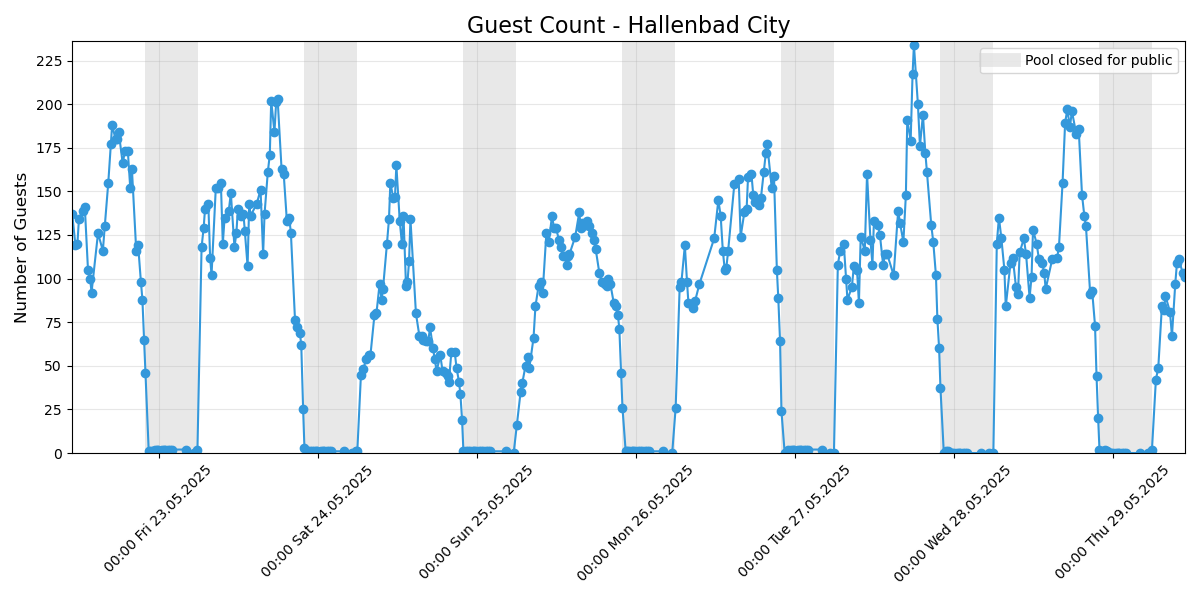 Guest Count - Hallenbad City
Pool closed for public
Number of Guests
225
200
175
150
125
100
75
50
25
0
00:00 Fri 23.05.2025
00:00 Sat 24.05.2025
00:00 Sun 25.05.2025
00:00 Mon 26.05.2025
00:00 Tue 27.05.2025
00:00 Wed 28.05.2025
00:00 Thu 29.05.2025